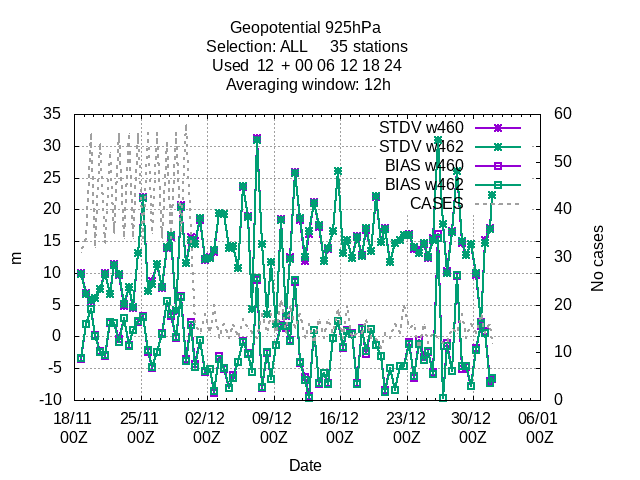 Geopotential 925hPa
Selection: ALL     35 stations
Used  12  + 00 06 12 18 24
Averaging window: 12h
STDV w460
STDV w462
BIAS w460
BIAS w462
CASES
35
30
25
20
15
10
5
0
-5
-10
m
60
50
40
30
20
10
0
No cases
18/11 25/11 02/12 09/12 16/12 23/12 30/12 06/01
00Z 00Z 00Z 00Z 00Z 00Z 00Z 00Z
Date